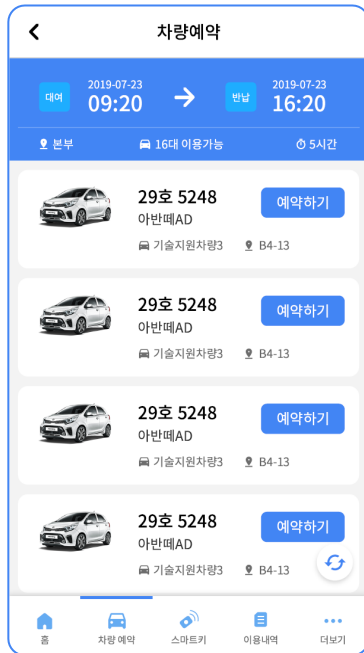 차량예약
대여 2019-07-23 09:20
반납 2019-07-23 16:20
본부 16대 이용가능 5시간
29호 5248 예약하기
아반떼AD
기술지원차량3 B4-13
29호 5248 예약하기
아반떼AD
기술지원차량3 B4-13
29호 5248 예약하기
아반떼AD
기술지원차량3 B4-13
29호 5248 예약하기
아반떼AD
기술지원차량3 B4-13
홈 차량 예약 스마트키 이용내역 더보기